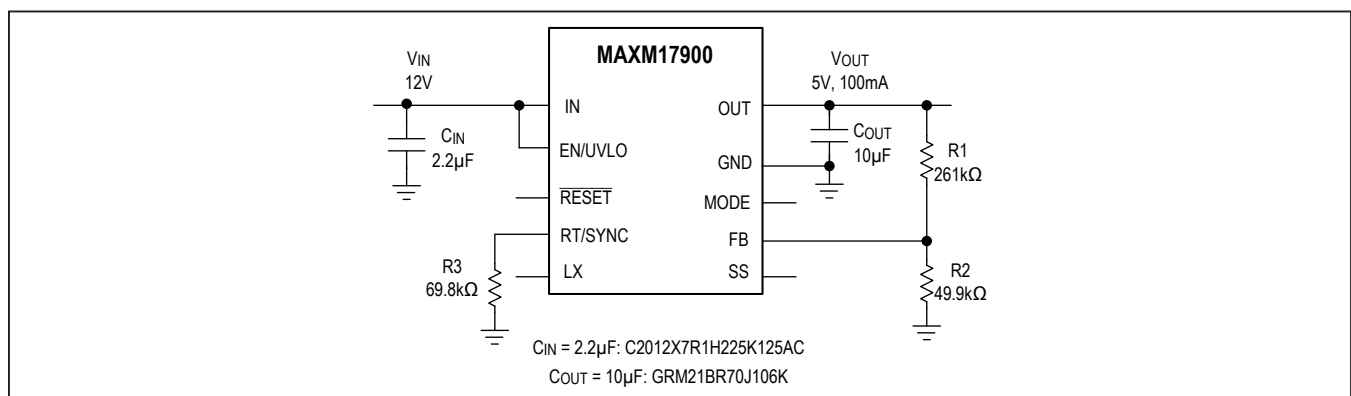 MAXM17900
VIN
12V
VOUT
5V, 100mA
IN
OUT
CIN
2.2µF
COUT
10µF
EN/UVLO
GND
R1
261kΩ
RESET
MODE
RT/SYNC
FB
R3
69.8kΩ
LX
SS
R2
49.9kΩ
CIN = 2.2µF: C2012X7R1H225K125AC
COUT = 10µF: GRM21BR70J106K